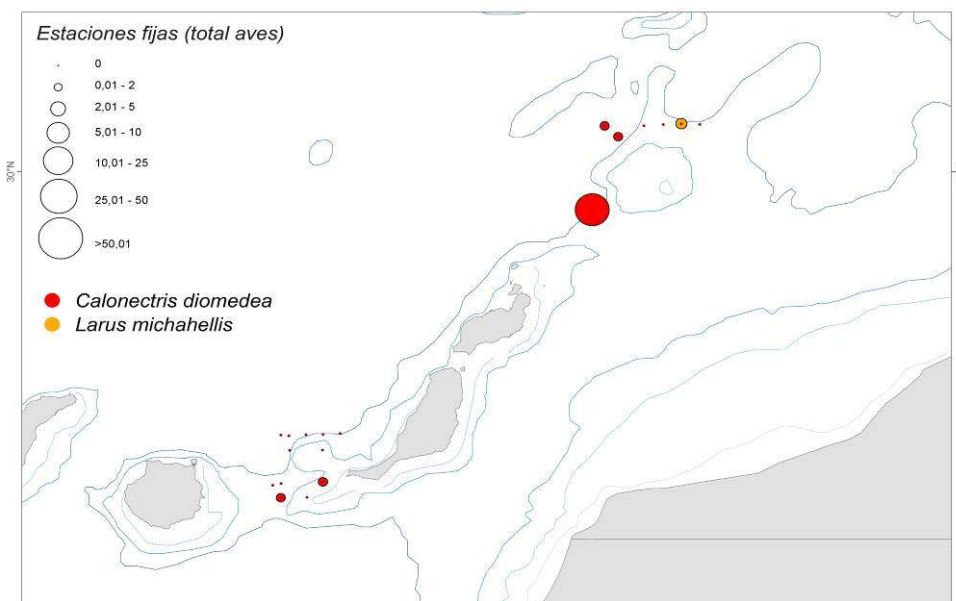 Estaciones fijas (total aves)
0
0,01 - 2
2,01 - 5
5,01 - 10
10,01 - 25
25,01 - 50
>50,01
Calonectris diomedea
Larus michahellis
30°N